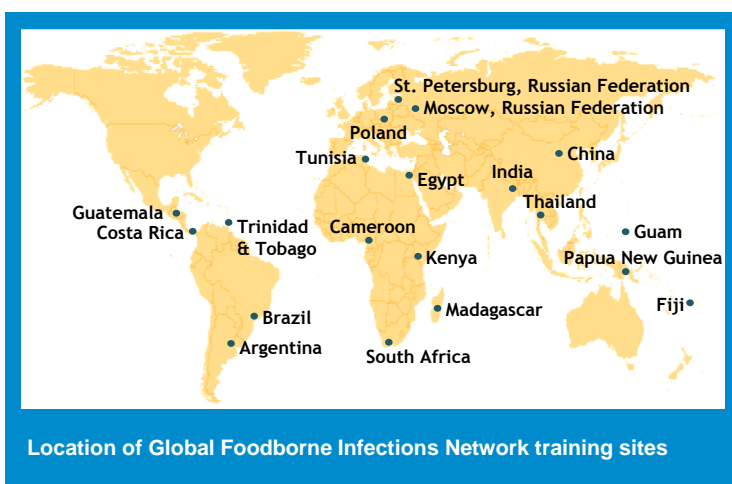 St. Petersburg, Russian Federation
Moscow, Russian Federation
Poland
Tunisia
China
India
Egypt
Thailand
Guatemala
Costa Rica
Trinidad
& Tobago
Cameroon
Guam
Kenya
Papua New Guinea
Fiji
Madagascar
Brazil
Argentina
South Africa
Location of Global Foodborne Infections Network training sites